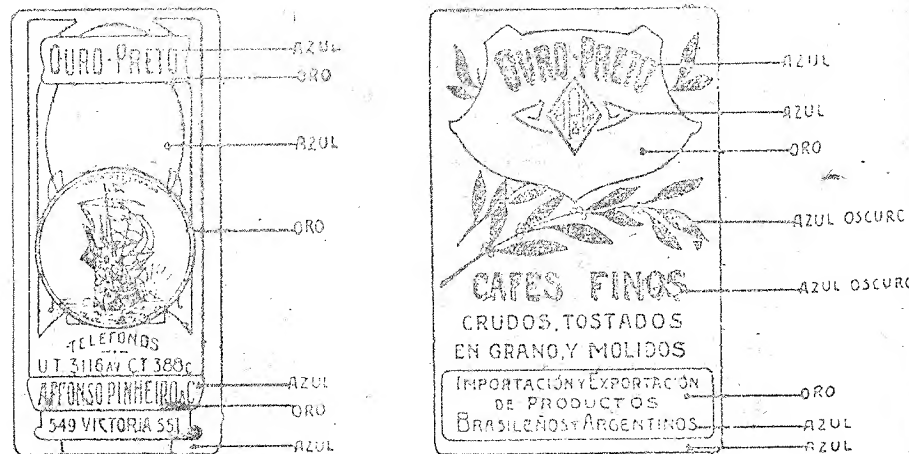 OURO-PRETO
AZUL
ORO
AZUL
ORO
TELEFONOS
U.T. 3116 AV C.T. 388C
AFFONSO PINHEIRO & C
AZUL
ORO
549 VICTORIA 551
AZUL
OURO-PRETO
AZUL
AZUL
ORO
AZUL OSCURO
CAFES FINOS
AZUL OSCURO
CRUDOS, TOSTADOS
EN GRANO, Y MOLIDOS
IMPORTACIÓN Y EXPORTACIÓN
DE PRODUCTOS
BRASILEÑOS Y ARGENTINOS
ORO
AZUL
AZUL